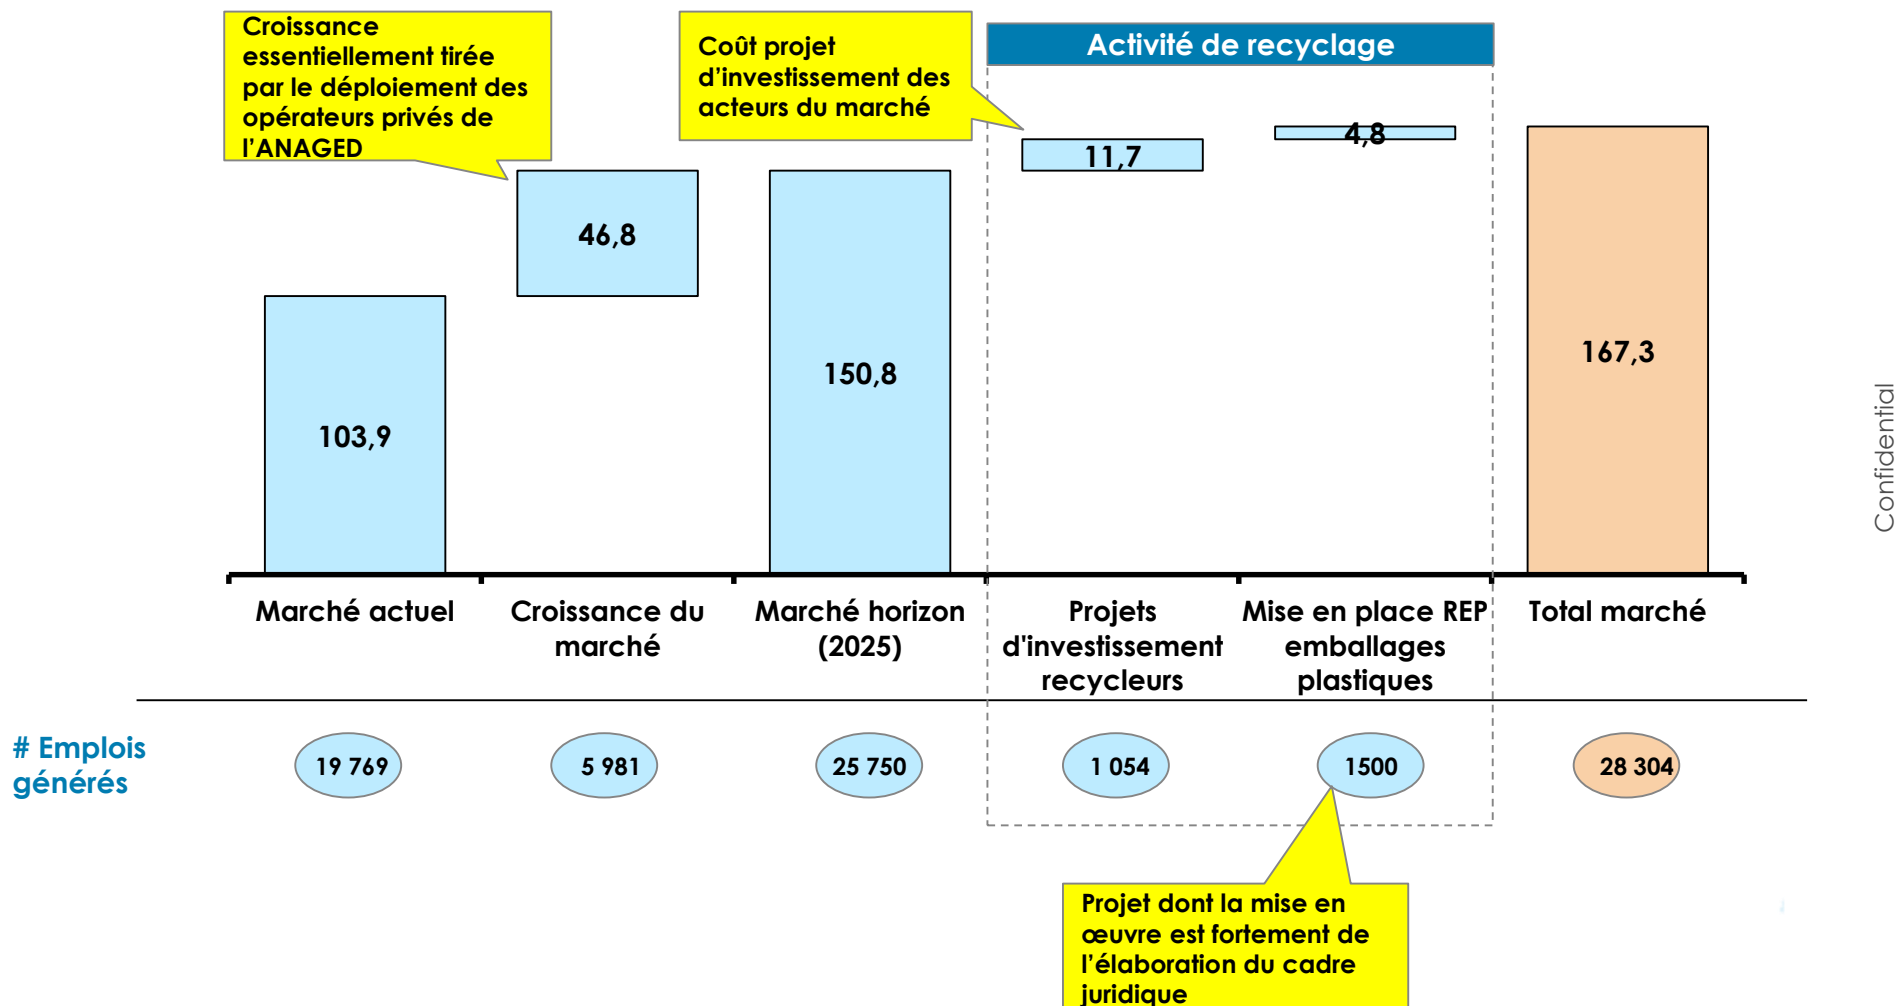 Croissance
essentiellement tirée
par le déploiement des
opérateurs privés de
l’ANAGED
Coût projet
d’investissement des
acteurs du marché
Activité de recyclage
103,9
46,8
150,8
11,7
4,8
167,3
Confidential
Marché actuel
Croissance du
marché
Marché horizon
(2025)
Projets
d'investissement
recycleurs
Mise en place REP
emballages
plastiques
Total marché
# Emplois
générés
19 769
5 981
25 750
1 054
1500
28 304
Projet dont la mise en
œuvre est fortement de
l’élaboration du cadre
juridique